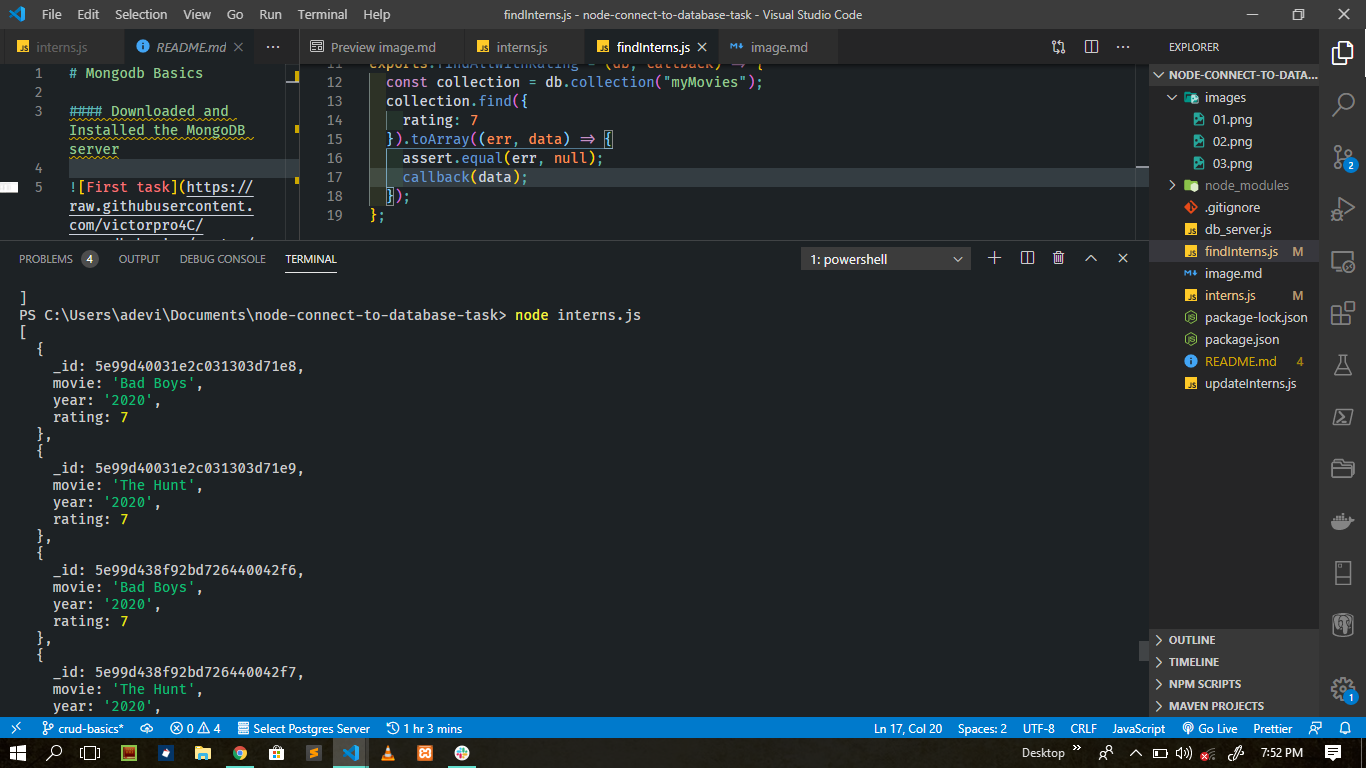 File Edit Selection View Go Run Terminal Help findInterns.js - node-connect-to-database-task - Visual Studio Code
interns.js README.md Preview image.md interns.js findInterns.js image.md EXPLORER
1 # Mongodb Basics
2
3 #### Downloaded and
Installed the MongoDB
server
4
5 ![First task](https://
raw.githubusercontent.
com/victorpro4C/
11 exports.findAllwithRating = (db, callback) => {
12 const collection = db.collection("myMovies");
13 collection.find({
14 rating: 7
15 }).toArray((err, data) => {
16 assert.equal(err, null);
17 callback(data);
18 });
19 };
PROBLEMS 4 OUTPUT DEBUG CONSOLE TERMINAL 1: powershell
]
PS C:\Users\adevi\Documents\node-connect-to-database-task> node interns.js
[
{
_id: 5e99d40031e2c031303d71e8,
movie: 'Bad Boys',
year: '2020',
rating: 7
},
{
_id: 5e99d40031e2c031303d71e9,
movie: 'The Hunt',
year: '2020',
rating: 7
},
{
_id: 5e99d438f92bd726440042f6,
movie: 'Bad Boys',
year: '2020',
rating: 7
},
{
_id: 5e99d438f92bd726440042f7,
movie: 'The Hunt',
year: '2020',
NODE-CONNECT-TO-DATA...
images
01.png
02.png
03.png
node_modules
.gitignore
db_server.js
findInterns.js M
image.md
interns.js M
package-lock.json
package.json
README.md 4
updateInterns.js
OUTLINE
TIMELINE
NPM SCRIPTS
MAVEN PROJECTS
2
1
crud-basics* 0 4 Select Postgres Server 1 hr 3 mins Ln 17, Col 20 Spaces: 2 UTF-8 CRLF JavaScript Go Live Prettier
Desktop 7:52 PM